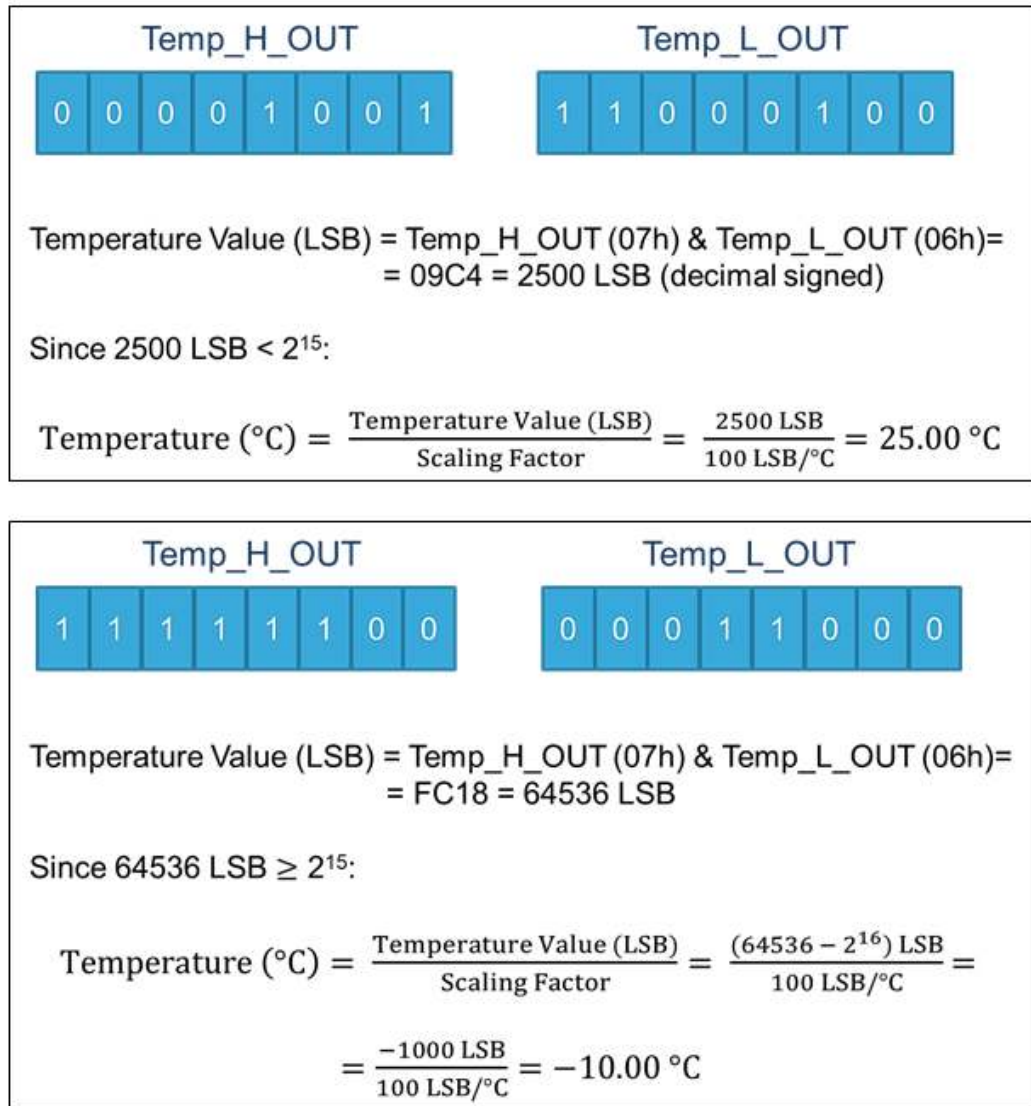 Temp_H_OUT Temp_L_OUT
0 0 0 0 1 0 0 1 1 1 0 0 0 1 0 0
Temperature Value (LSB) = Temp_H_OUT (07h) & Temp_L_OUT (06h)=
= 09C4 = 2500 LSB (decimal signed)
Since 2500 LSB < 2¹⁵:
Temperature (°C) = Temperature Value (LSB) / Scaling Factor = 2500 LSB / 100 LSB/°C = 25.00 °C
Temp_H_OUT Temp_L_OUT
1 1 1 1 1 1 0 0 0 0 0 1 1 0 0 0
Temperature Value (LSB) = Temp_H_OUT (07h) & Temp_L_OUT (06h)=
= FC18 = 64536 LSB
Since 64536 LSB ≥ 2¹⁵:
Temperature (°C) = Temperature Value (LSB) / Scaling Factor = (64536 − 2¹⁶) LSB / 100 LSB/°C =
= −1000 LSB / 100 LSB/°C = −10.00 °C